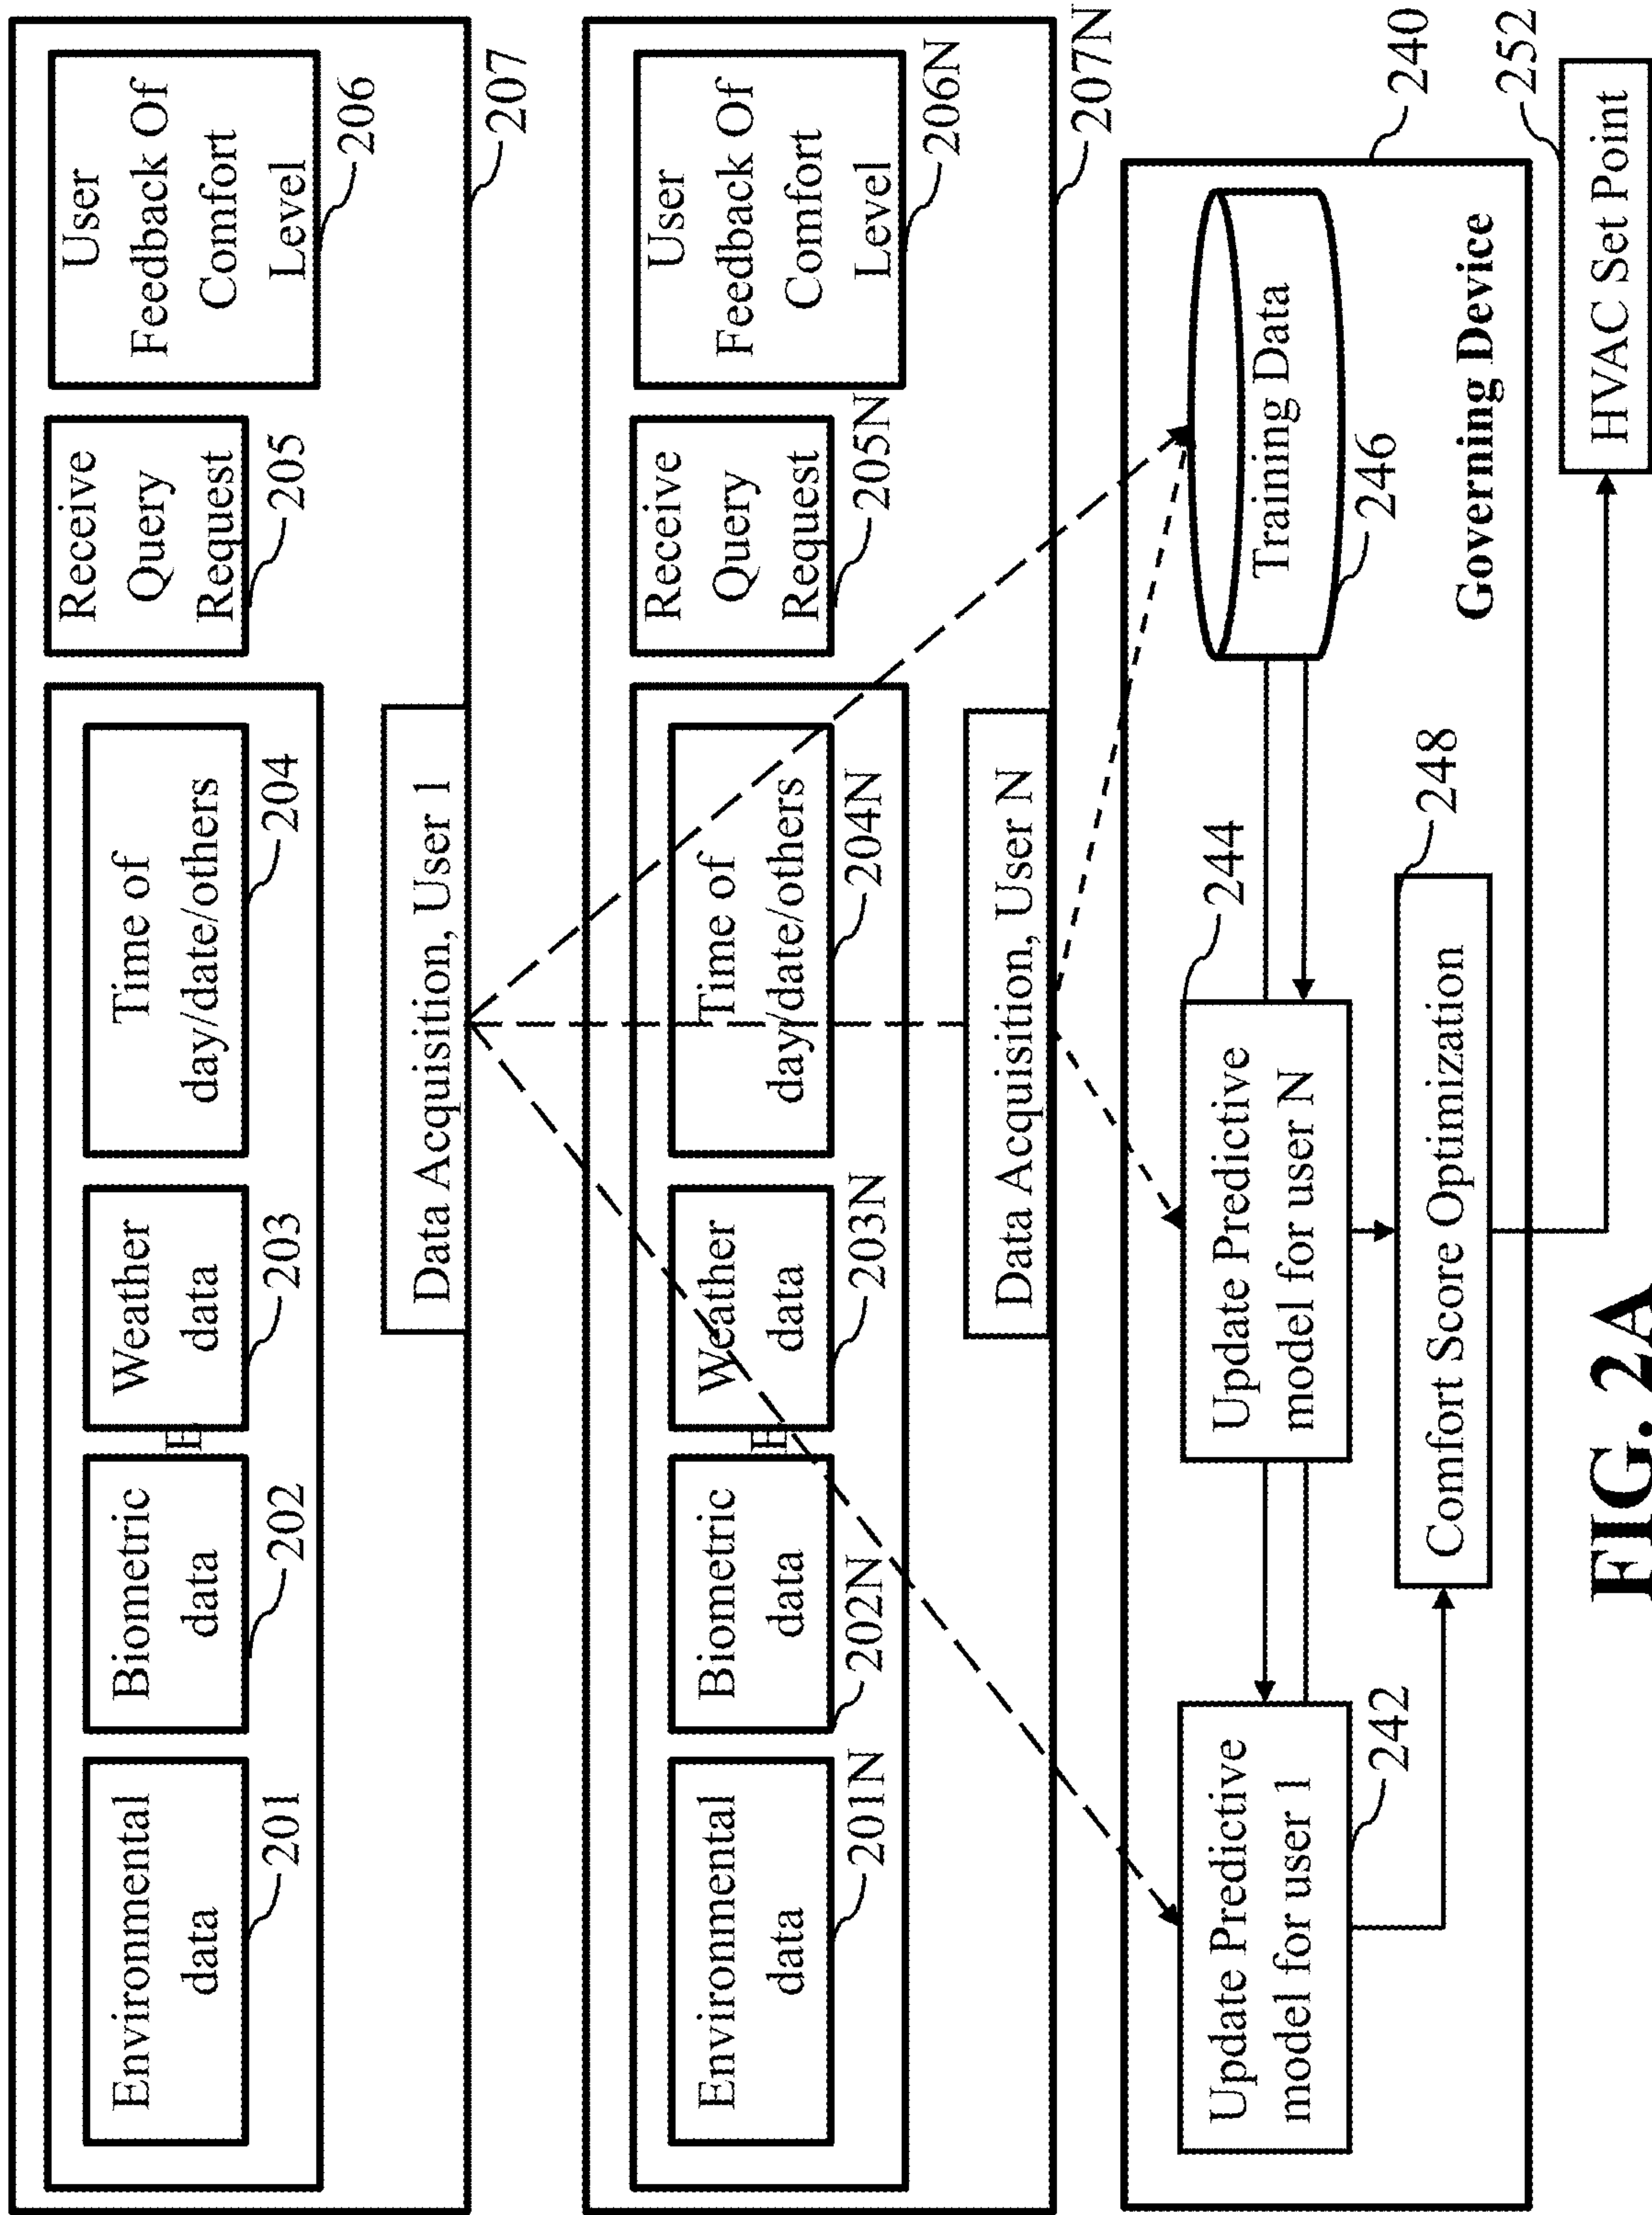 Environmental
data
201
Biometric
data
202
Weather
data
203
Time of
day/date/others
204
Receive
Query
Request
205
User
Feedback Of
Comfort
Level
206
Data Acquisition, User 1
207
Environmental
data
201N
Biometric
data
202N
Weather
data
203N
Time of
day/date/others
204N
Receive
Query
Request
205N
User
Feedback Of
Comfort
Level
206N
Data Acquisition, User N
207N
Update Predictive
model for user 1
242
Update Predictive
model for user N
244
Training Data
246
Comfort Score Optimization
248
Governing Device
240
HVAC Set Point
252
FIG. 2A